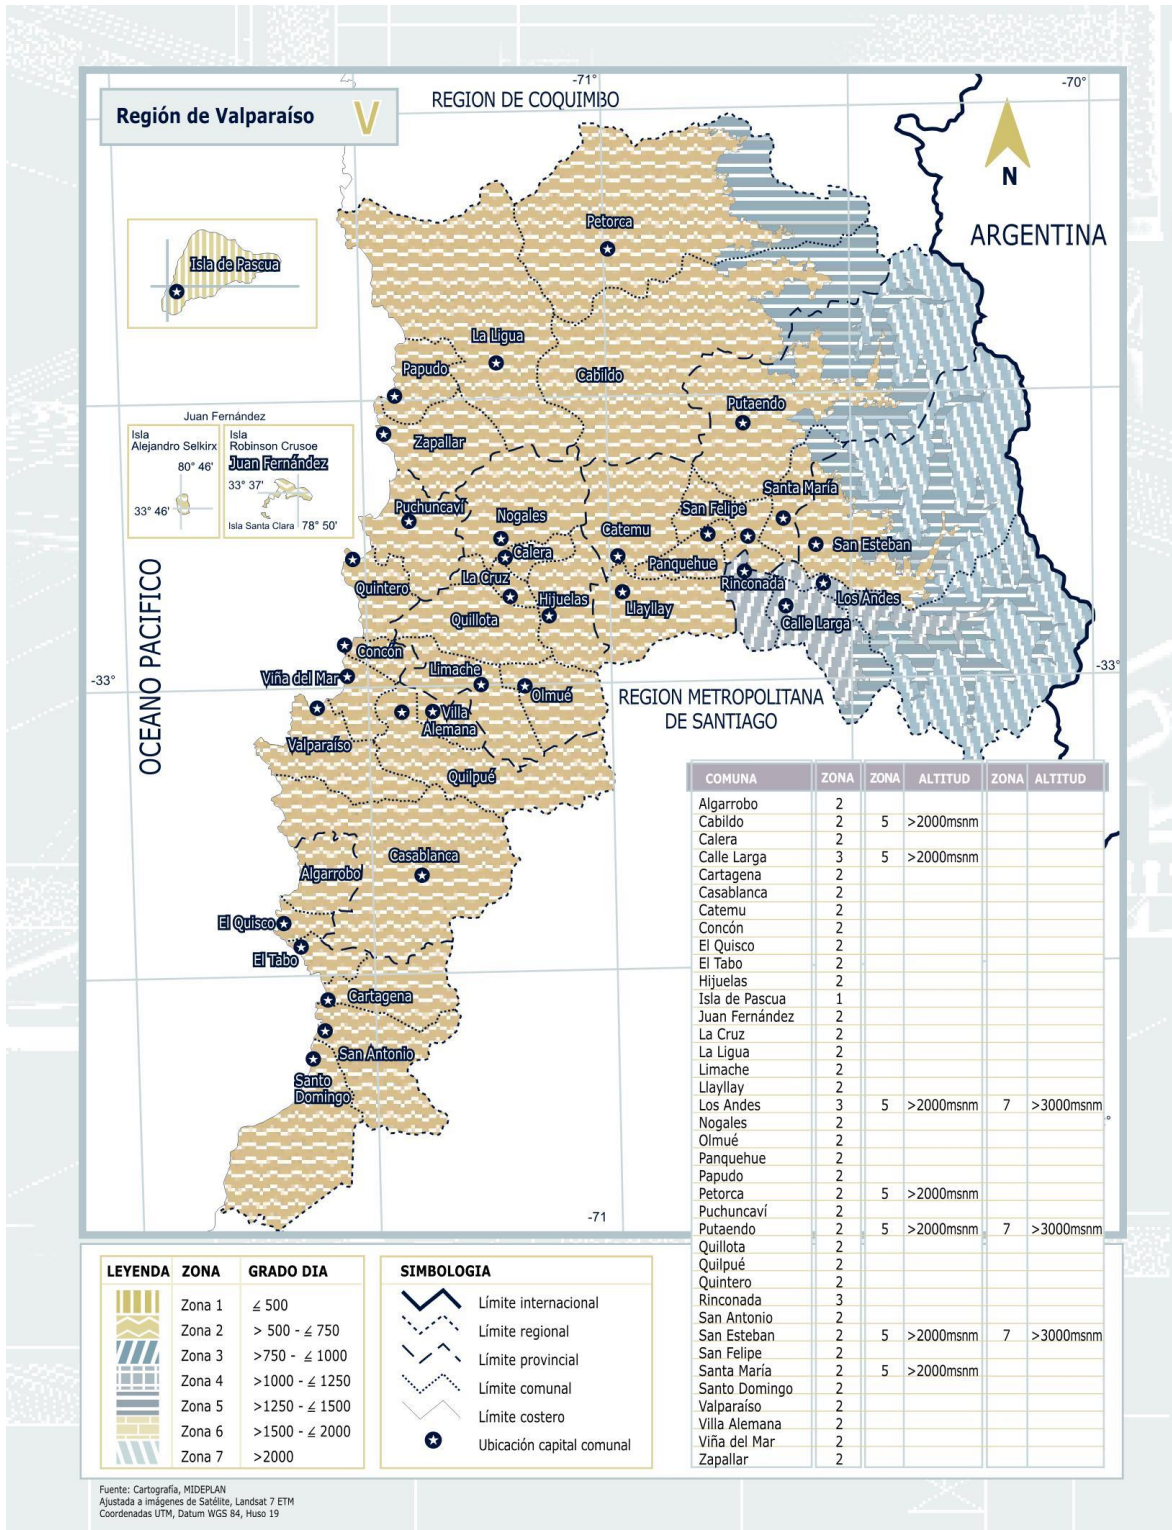 -71°
-70°
REGION DE COQUIMBO
Región de Valparaíso V
N
ARGENTINA
Petorca
Isla de Pascua
La Ligua
Papudo
Cabildo
Putaendo
Zapallar
Juan Fernández
Isla
Alejandro Selkirx
80° 46'
33° 46'
Isla
Robinson Crusoe
Juan Fernández
33° 37'
Isla Santa Clara
78° 50'
Santa María
San Felipe
Puchuncaví
Nogales
Catemu
Calera
San Esteban
Panquehue
La Cruz
Rinconada
Quintero
Hijuelas
Los Andes
Llayllay
Quillota
Calle Larga
OCEANO PACIFICO
Concón
Limache
-33°
-33°
Viña del Mar
Olmué
REGION METROPOLITANA
DE SANTIAGO
Villa
Alemana
Valparaíso
Quilpué
Casablanca
Algarrobo
El Quisco
El Tabo
Cartagena
San Antonio
Santo
Domingo
-71
COMUNA ZONA ZONA ALTITUD ZONA ALTITUD
Algarrobo 2
Cabildo 2 5 >2000msnm
Calera 2
Calle Larga 3 5 >2000msnm
Cartagena 2
Casablanca 2
Catemu 2
Concón 2
El Quisco 2
El Tabo 2
Hijuelas 2
Isla de Pascua 1
Juan Fernández 2
La Cruz 2
La Ligua 2
Limache 2
Llayllay 2
Los Andes 3 5 >2000msnm 7 >3000msnm
Nogales 2
Olmué 2
Panquehue 2
Papudo 2
Petorca 2 5 >2000msnm
Puchuncaví 2
Putaendo 2 5 >2000msnm 7 >3000msnm
Quillota 2
Quilpué 2
Quintero 2
Rinconada 3
San Antonio 2
San Esteban 2 5 >2000msnm 7 >3000msnm
San Felipe 2
Santa María 2 5 >2000msnm
Santo Domingo 2
Valparaíso 2
Villa Alemana 2
Viña del Mar 2
Zapallar 2
LEYENDA ZONA GRADO DIA
Zona 1 ≤ 500
Zona 2 > 500 - ≤ 750
Zona 3 >750 - ≤ 1000
Zona 4 >1000 - ≤ 1250
Zona 5 >1250 - ≤ 1500
Zona 6 >1500 - ≤ 2000
Zona 7 >2000
SIMBOLOGIA
Límite internacional
Límite regional
Límite provincial
Límite comunal
Límite costero
Ubicación capital comunal
Fuente: Cartografía, MIDEPLAN
Ajustada a imágenes de Satélite, Landsat 7 ETM
Coordenadas UTM, Datum WGS 84, Huso 19